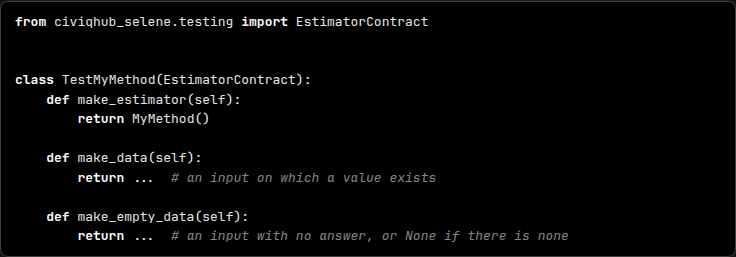 from civiqhub_selene.testing import EstimatorContract
class TestMyMethod(EstimatorContract):
    def make_estimator(self):
        return MyMethod()
    def make_data(self):
        return ...  # an input on which a value exists
    def make_empty_data(self):
        return ...  # an input with no answer, or None if there is none